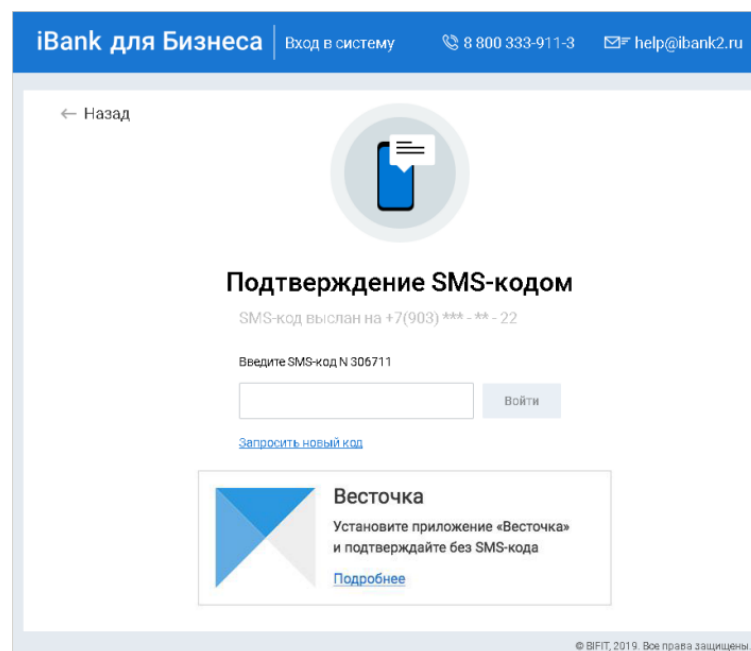 iBank для Бизнеса Вход в систему 8 800 333-911-3 help@ibank2.ru
← Назад
Подтверждение SMS-кодом
SMS-код выслан на +7(903) *** - ** - 22
Введите SMS-код N 306711
Войти
Запросить новый код
Весточка
Установите приложение «Весточка»
и подтверждайте без SMS-кода
Подробнее
© BIFIT, 2019. Все права защищены.